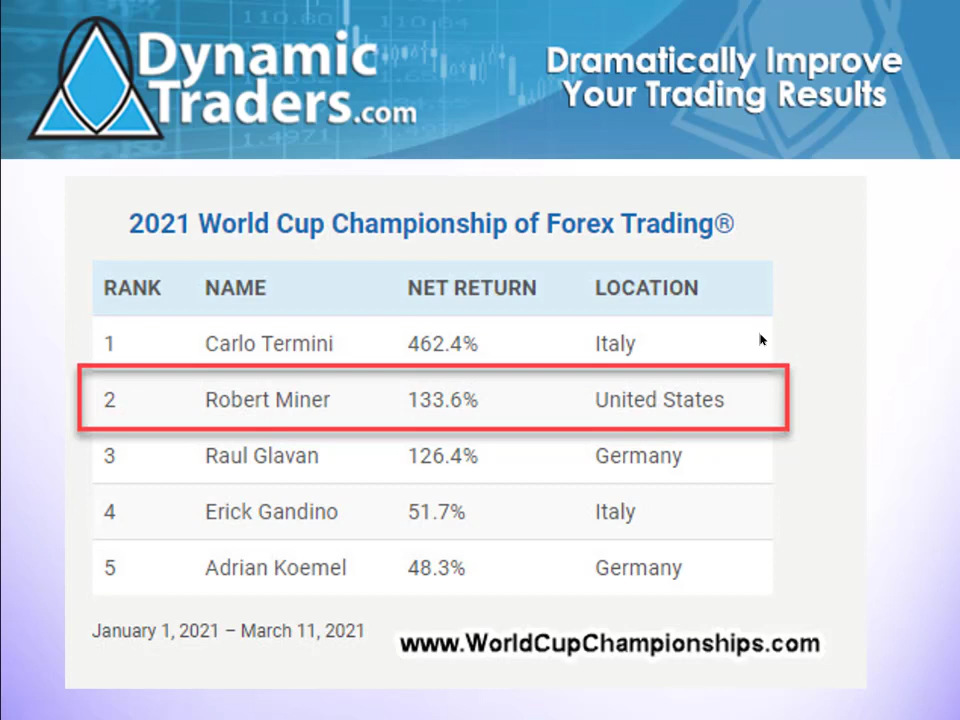 Dynamic
Traders.com
Dramatically Improve
Your Trading Results
2021 World Cup Championship of Forex Trading®
RANK NAME NET RETURN LOCATION
1 Carlo Termini 462.4% Italy
2 Robert Miner 133.6% United States
3 Raul Glavan 126.4% Germany
4 Erick Gandino 51.7% Italy
5 Adrian Koemel 48.3% Germany
January 1, 2021 – March 11, 2021
www.WorldCupChampionships.com